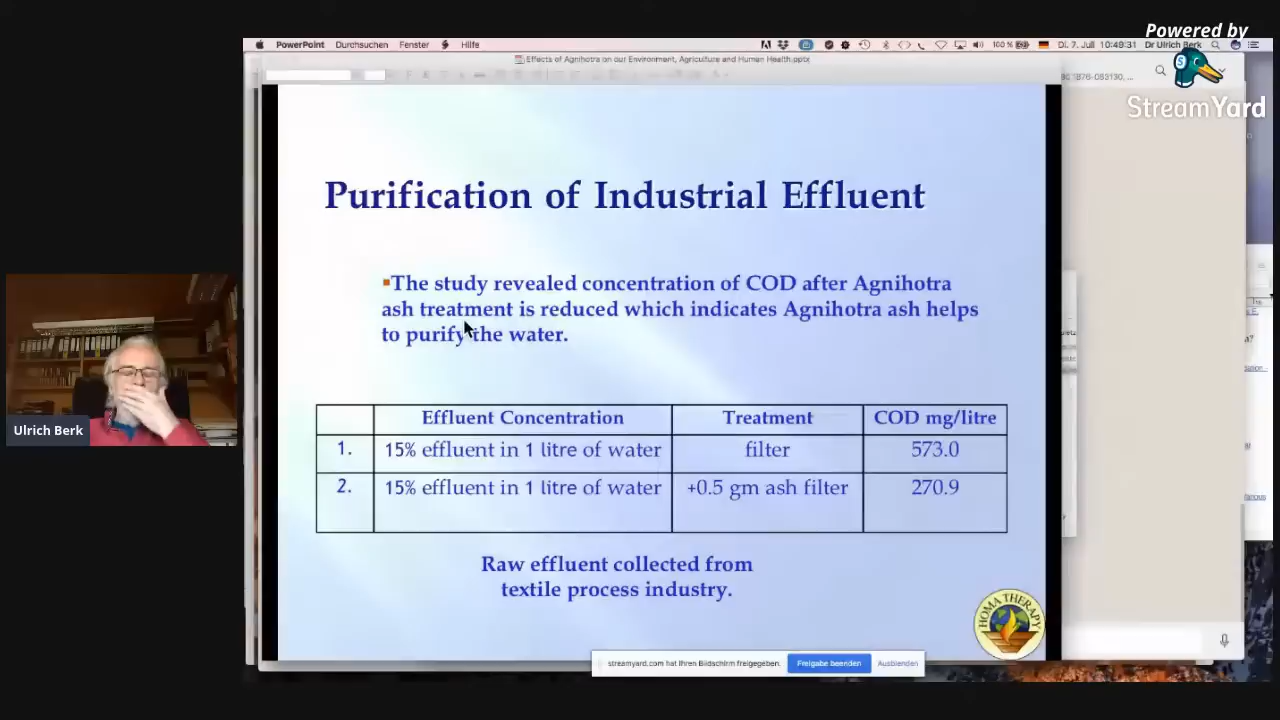 Powered by
StreamYard
PowerPoint Durchsuchen Fenster Hilfe
100 % Di. 7. Juli 10:49:31 Dr Ulrich Berk
Effects of Agnihotra on our Environment, Agriculture and Human Health.pptx
Purification of Industrial Effluent
The study revealed concentration of COD after Agnihotra
ash treatment is reduced which indicates Agnihotra ash helps
to purify the water.
Effluent Concentration Treatment COD mg/litre
1. 15% effluent in 1 litre of water filter 573.0
2. 15% effluent in 1 litre of water +0.5 gm ash filter 270.9
Raw effluent collected from
textile process industry.
HOMA THERAPY
Ulrich Berk
streamyard.com hat Ihren Bildschirm freigegeben. Freigabe beenden Ausblenden